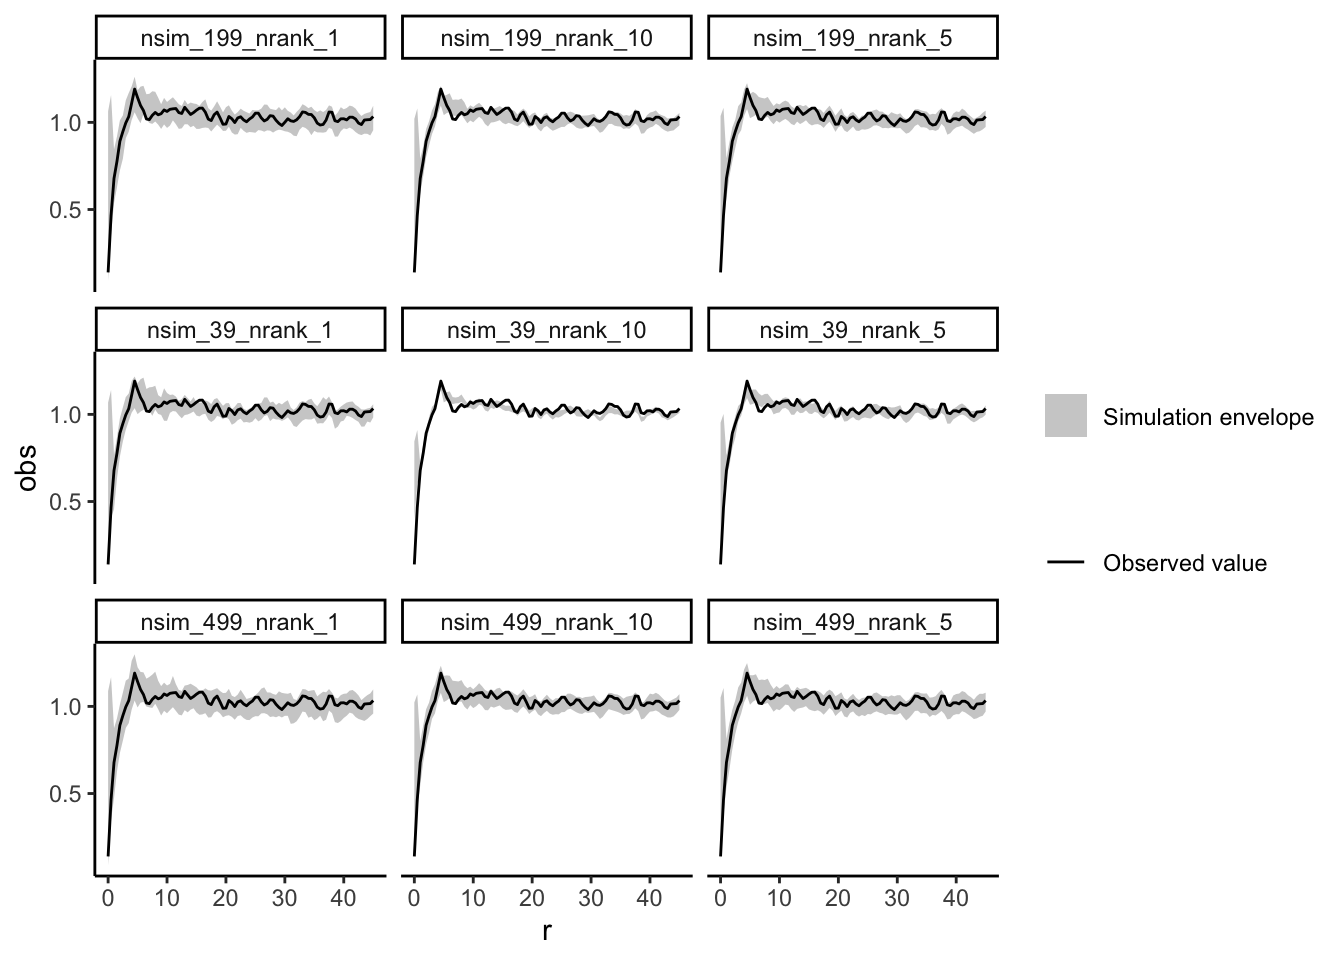 nsim_199_nrank_1
nsim_199_nrank_10
nsim_199_nrank_5
1.0
0.5
nsim_39_nrank_1
nsim_39_nrank_10
nsim_39_nrank_5
1.0
0.5
obs
nsim_499_nrank_1
nsim_499_nrank_10
nsim_499_nrank_5
1.0
0.5
0 10 20 30 40
0 10 20 30 40
0 10 20 30 40
r
Simulation envelope
Observed value